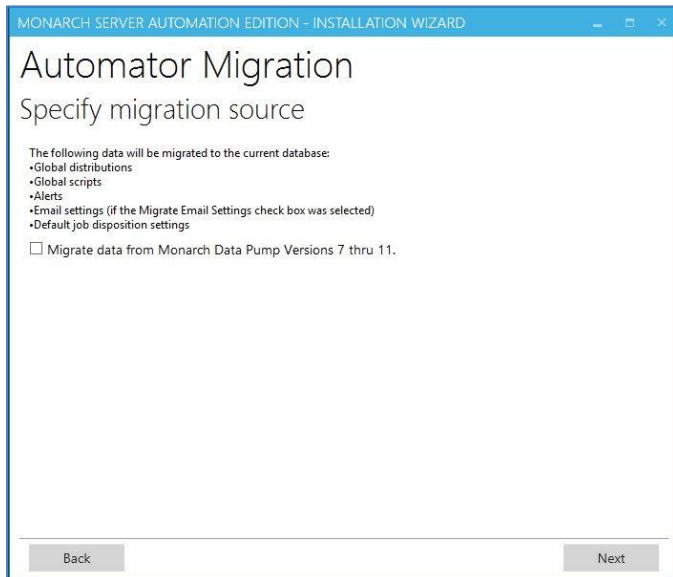 MONARCH SERVER AUTOMATION EDITION - INSTALLATION WIZARD
Automator Migration
Specify migration source
The following data will be migrated to the current database:
•Global distributions
•Global scripts
•Alerts
•Email settings (if the Migrate Email Settings check box was selected)
•Default job disposition settings
Migrate data from Monarch Data Pump Versions 7 thru 11.
Back
Next